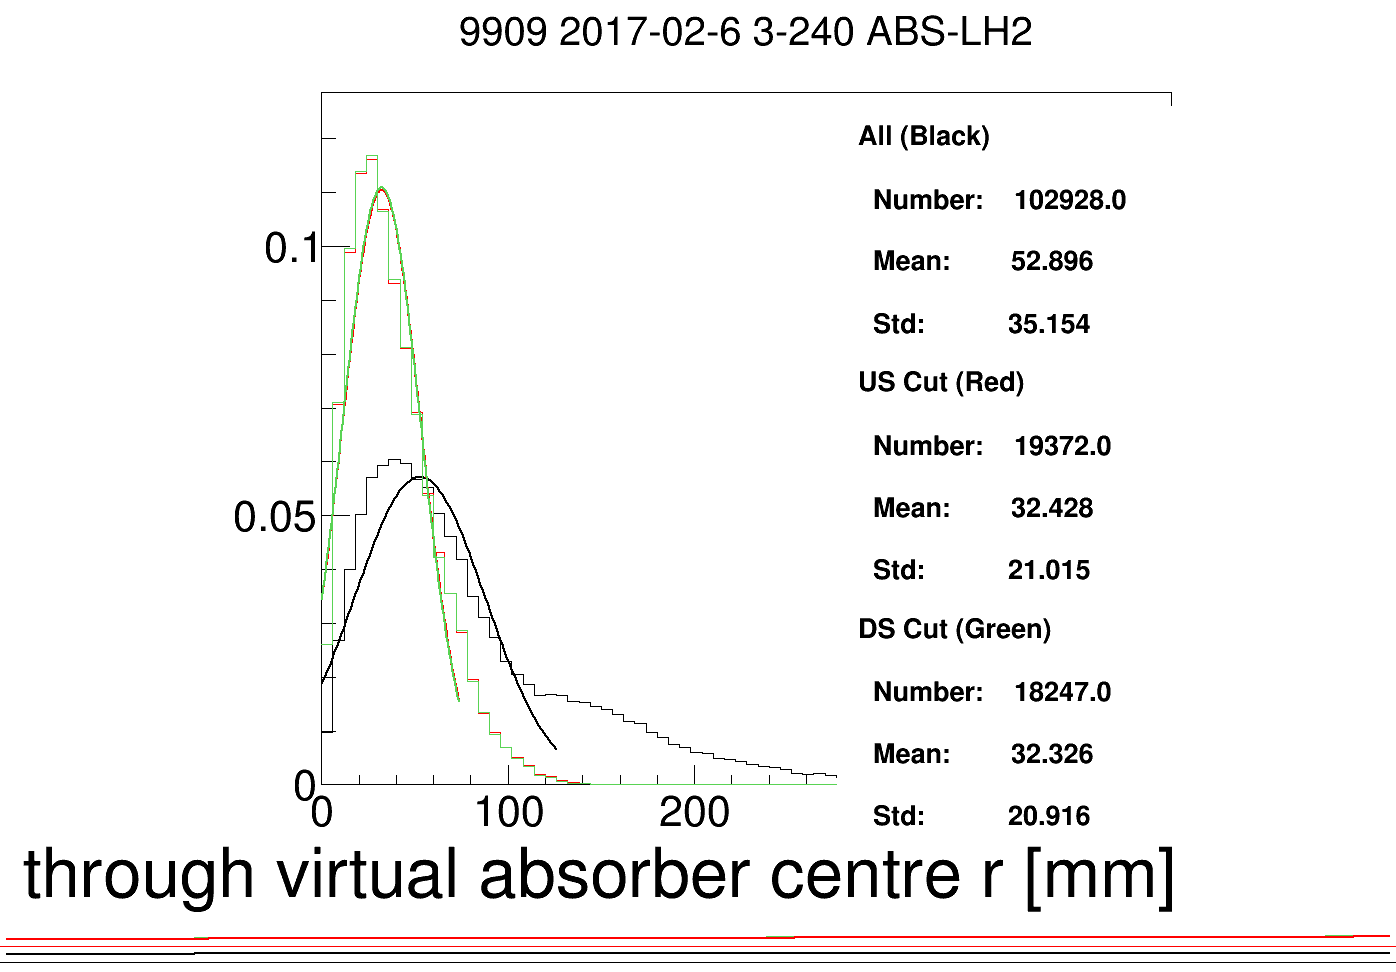 9909 2017-02-6 3-240 ABS-LH2
All (Black)
Number: 102928.0
Mean: 52.896
Std: 35.154
US Cut (Red)
Number: 19372.0
Mean: 32.428
Std: 21.015
DS Cut (Green)
Number: 18247.0
Mean: 32.326
Std: 20.916
0.1
0.05
0
0 100 200
through virtual absorber centre r [mm]